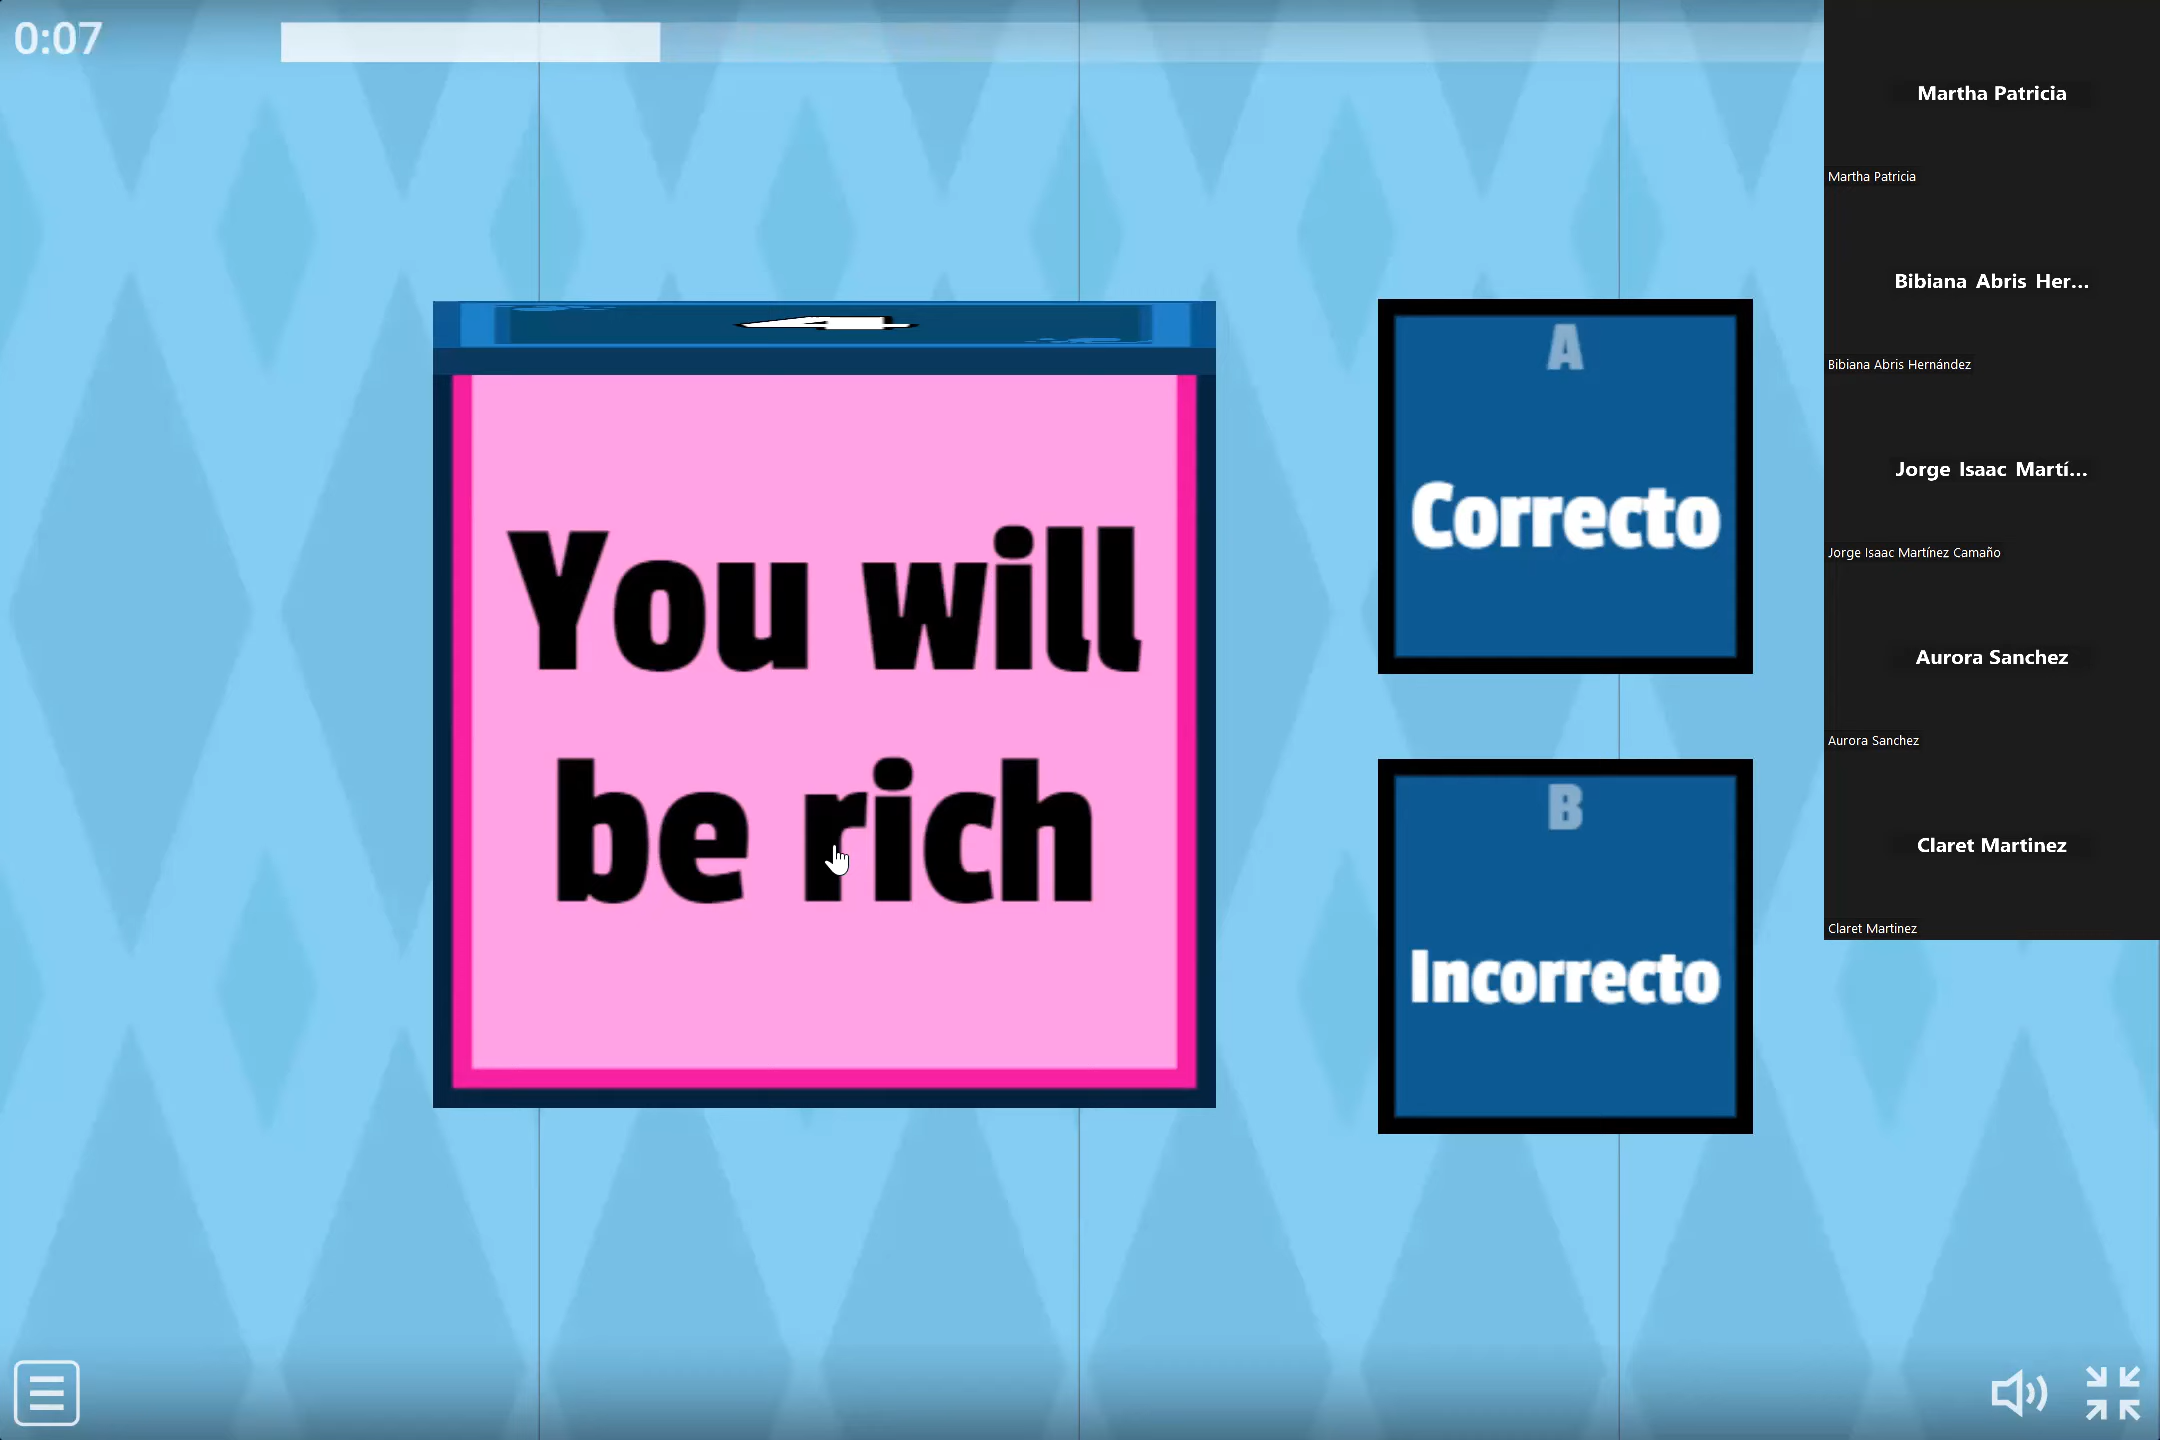 0:07
4
You will
be rich
A
Correcto
B
Incorrecto
Martha Patricia
Martha Patricia
Bibiana Abris Her...
Bibiana Abris Hernández
Jorge Isaac Martí...
Jorge Isaac Martínez Camaño
Aurora Sanchez
Aurora Sanchez
Claret Martinez
Claret Martinez